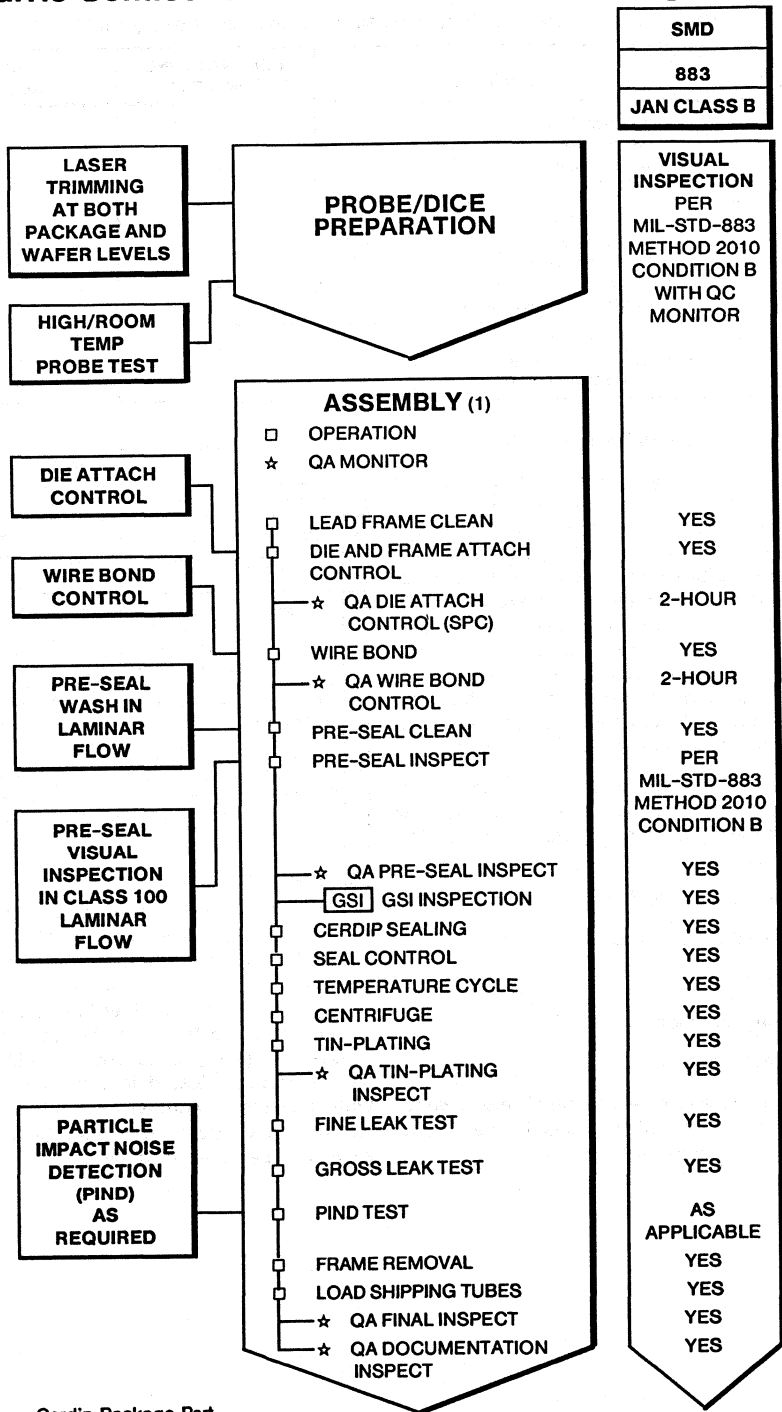 SMD
883
JAN CLASS B
LASER
TRIMMING
AT BOTH
PACKAGE AND
WAFER LEVELS
HIGH/ROOM
TEMP
PROBE TEST
PROBE/DICE
PREPARATION
VISUAL
INSPECTION
PER
MIL-STD-883
METHOD 2010
CONDITION B
WITH QC
MONITOR
ASSEMBLY (1)
□ OPERATION
☆ QA MONITOR
DIE ATTACH
CONTROL
WIRE BOND
CONTROL
PRE-SEAL
WASH IN
LAMINAR
FLOW
PRE-SEAL
VISUAL
INSPECTION
IN CLASS 100
LAMINAR
FLOW
PARTICLE
IMPACT NOISE
DETECTION
(PIND)
AS
REQUIRED
LEAD FRAME CLEAN YES
DIE AND FRAME ATTACH YES
CONTROL
☆ QA DIE ATTACH 2-HOUR
CONTROL (SPC)
WIRE BOND YES
☆ QA WIRE BOND 2-HOUR
CONTROL
PRE-SEAL CLEAN YES
PRE-SEAL INSPECT PER
MIL-STD-883
METHOD 2010
CONDITION B
☆ QA PRE-SEAL INSPECT YES
GSI GSI INSPECTION YES
CERDIP SEALING YES
SEAL CONTROL YES
TEMPERATURE CYCLE YES
CENTRIFUGE YES
TIN-PLATING YES
☆ QA TIN-PLATING YES
INSPECT
FINE LEAK TEST YES
GROSS LEAK TEST YES
PIND TEST AS
APPLICABLE
FRAME REMOVAL YES
LOAD SHIPPING TUBES YES
☆ QA FINAL INSPECT YES
☆ QA DOCUMENTATION YES
INSPECT